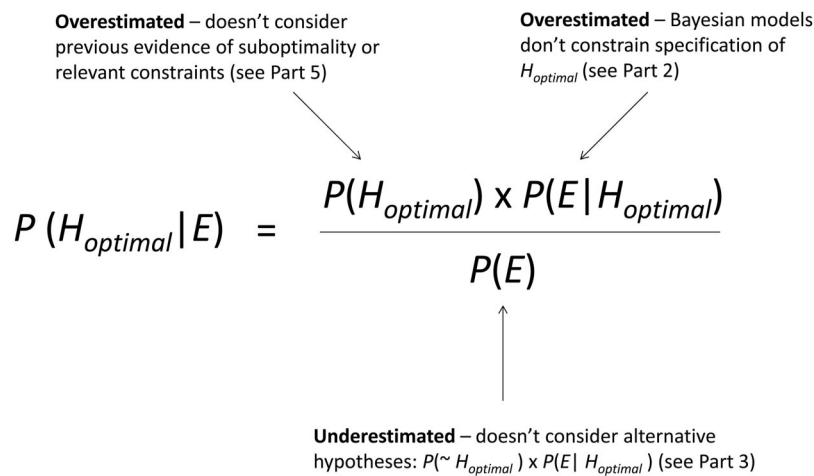 Overestimated – doesn't consider
previous evidence of suboptimality or
relevant constraints (see Part 5)
Overestimated – Bayesian models
don't constrain specification of
H_optimal (see Part 2)
P (H_optimal|E) = P(H_optimal) x P(E|H_optimal)
P(E)
Underestimated – doesn't consider alternative
hypotheses: P(~ H_optimal ) x P(E| H_optimal ) (see Part 3)